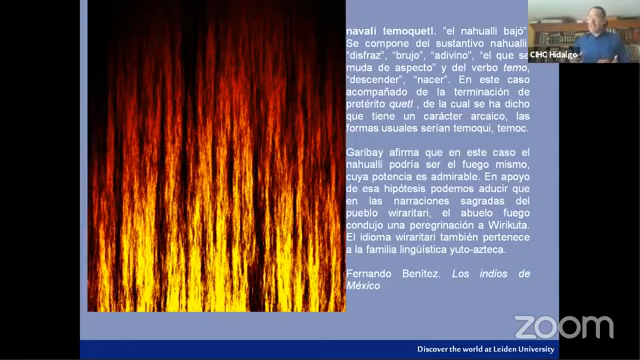 navali temoquetl. "el nahualli bajó"
Se compone del sustantivo nahualli,
"disfraz", "brujo", "adivino", "el que se
muda de aspecto" y del verbo temo,
"descender", "nacer". En este caso
acompañado de la terminación de
pretérito quetl , de la cual se ha dicho
que tiene un carácter arcaico, las
formas usuales serían temoqui, temoc.
Garibay afirma que en este caso el
nahualli podría ser el fuego mismo,
cuya potencia es admirable. En apoyo
de esa hipótesis podemos aducir que
en las narraciones sagradas del
pueblo wiraritari, el abuelo fuego
condujo una peregrinación a Wirikuta.
El idioma wiraritari también pertenece
a la familia lingüística yuto-azteca.
Fernando Benítez. Los indios de
México
CIHC Hidalgo
zoom
Discover the world at Leiden University